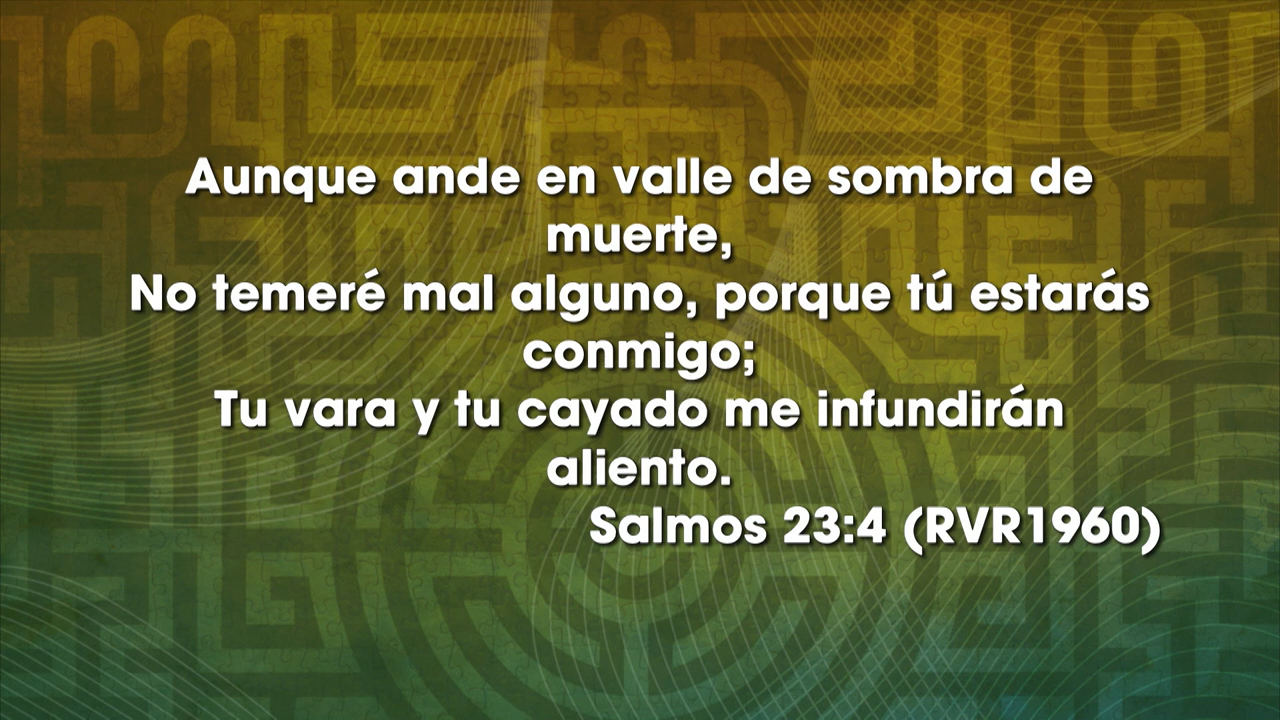 Aunque ande en valle de sombra de
muerte,
No temeré mal alguno, porque tú estarás
conmigo;
Tu vara y tu cayado me infundirán
aliento.
Salmos 23:4 (RVR1960)